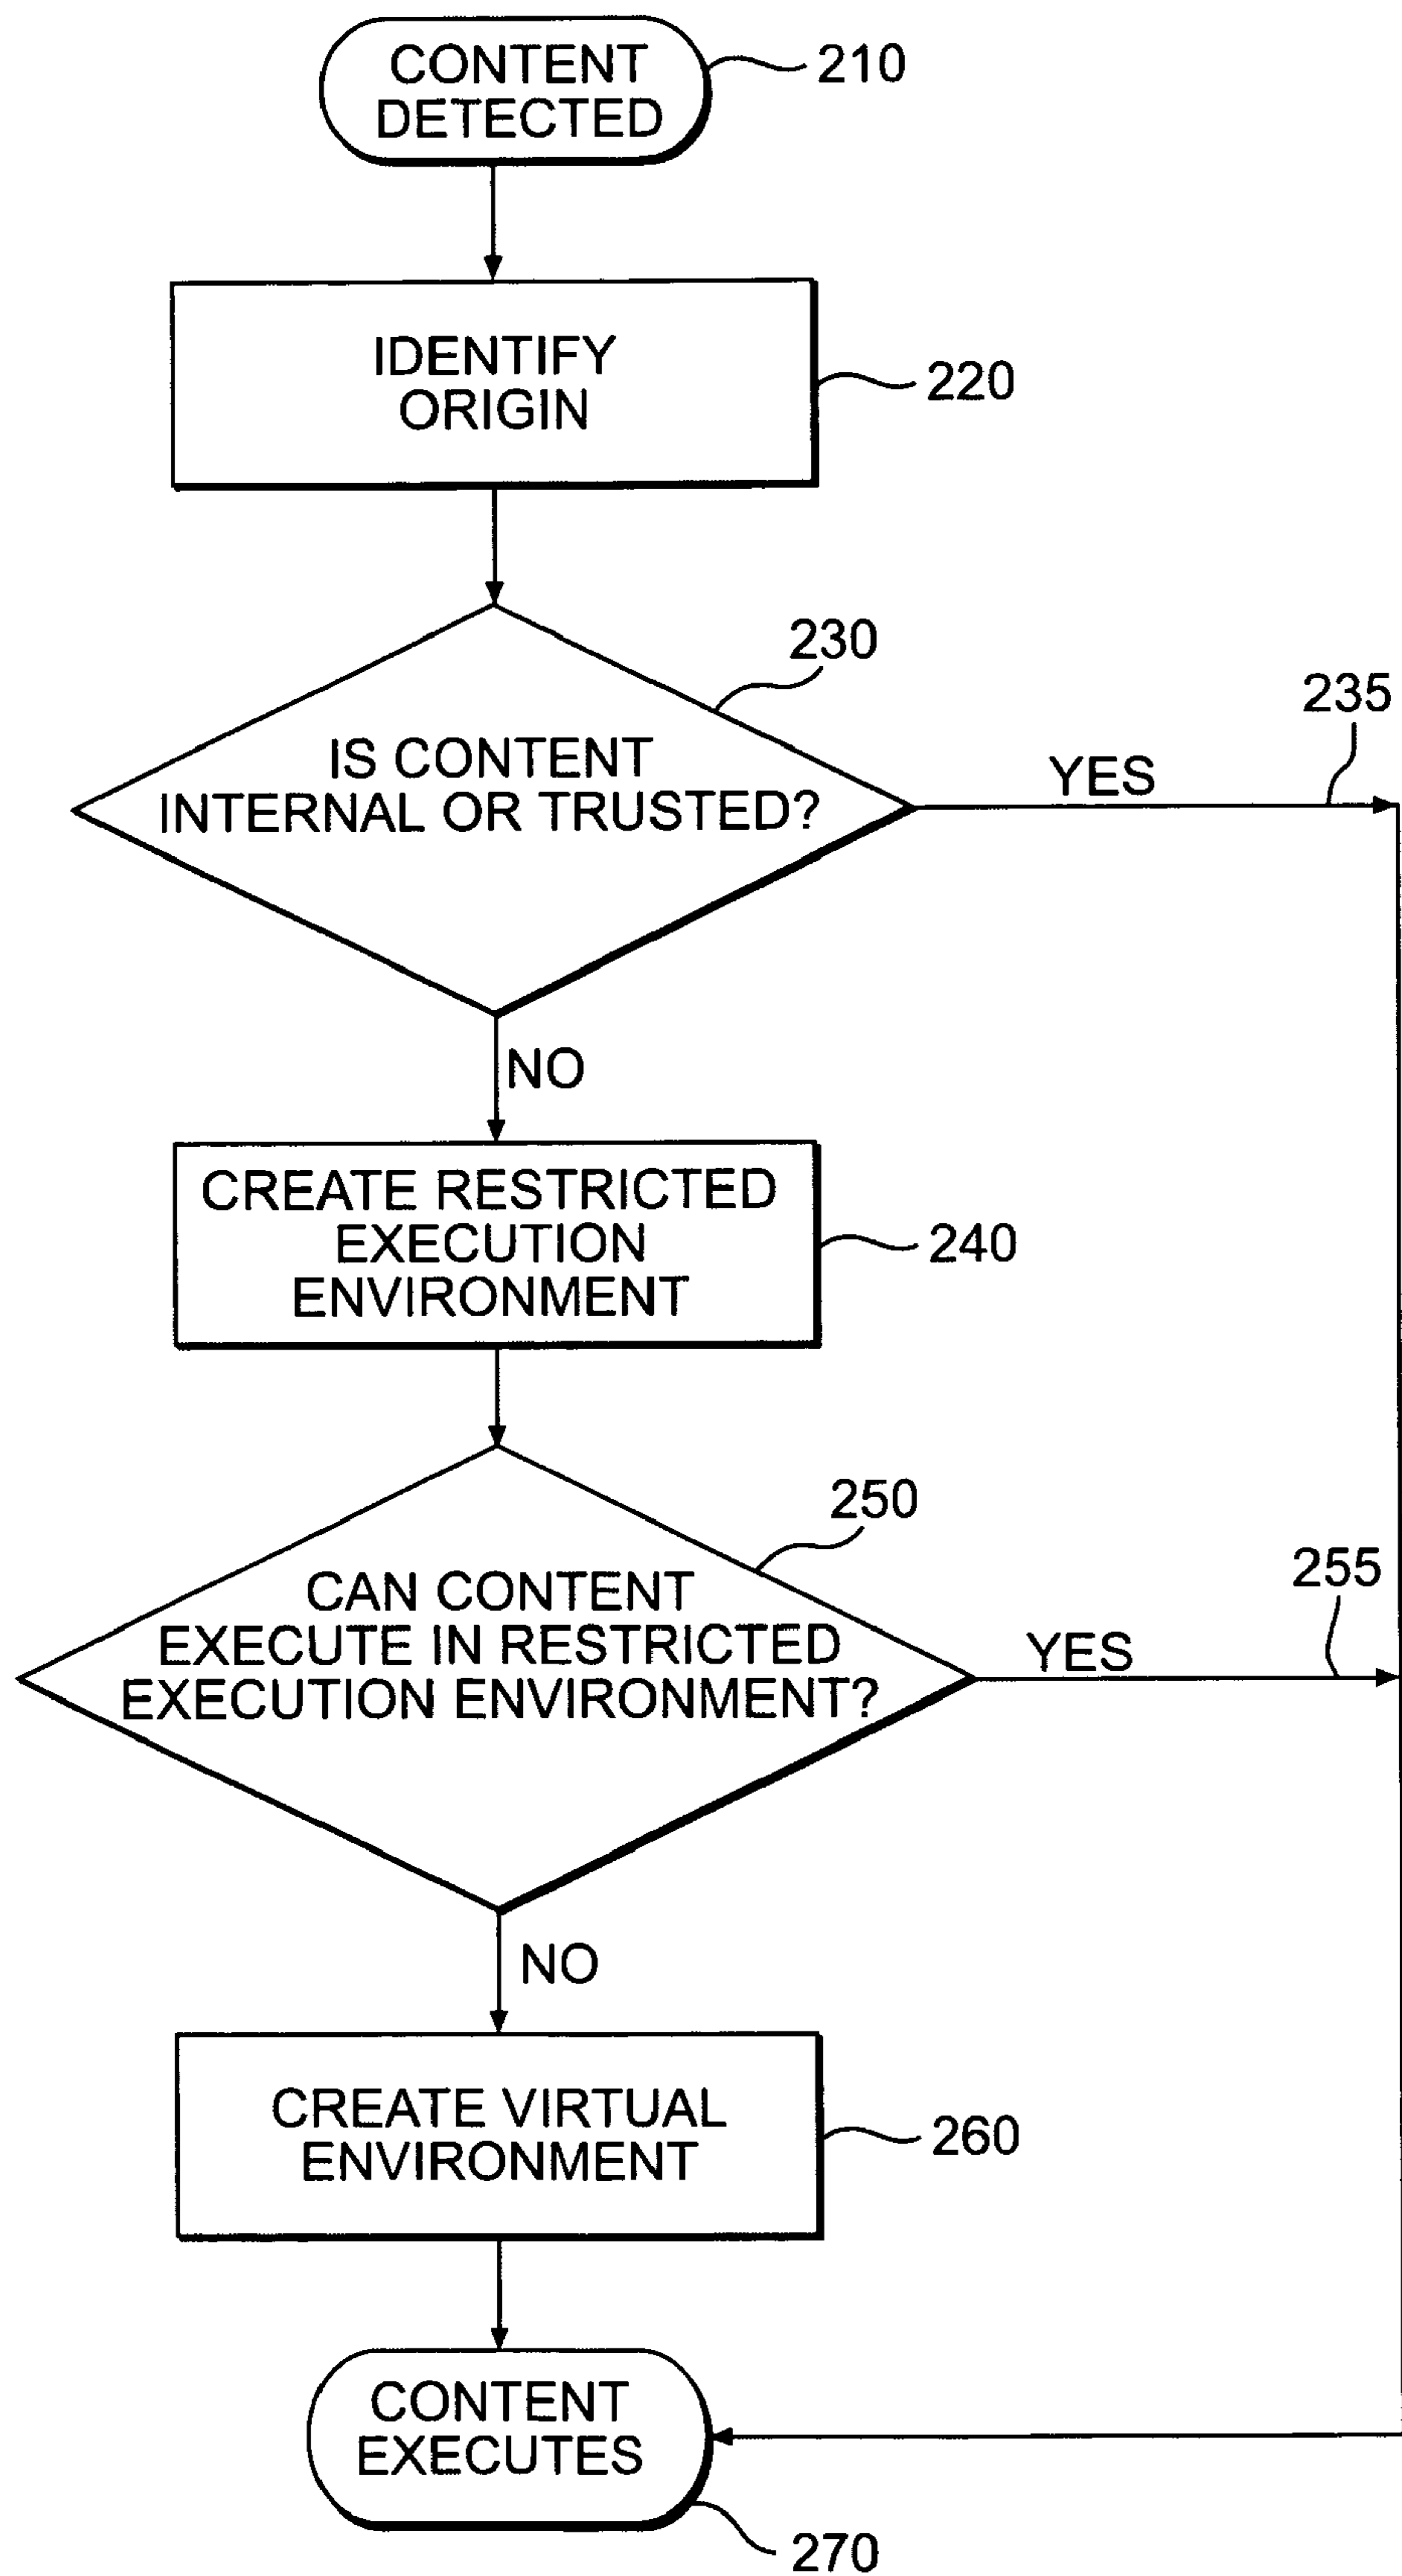 CONTENT
DETECTED
210
IDENTIFY
ORIGIN
220
230
235
IS CONTENT
INTERNAL OR TRUSTED?
YES
NO
CREATE RESTRICTED
EXECUTION
ENVIRONMENT
240
250
255
CAN CONTENT
EXECUTE IN RESTRICTED
EXECUTION ENVIRONMENT?
YES
NO
CREATE VIRTUAL
ENVIRONMENT
260
CONTENT
EXECUTES
270